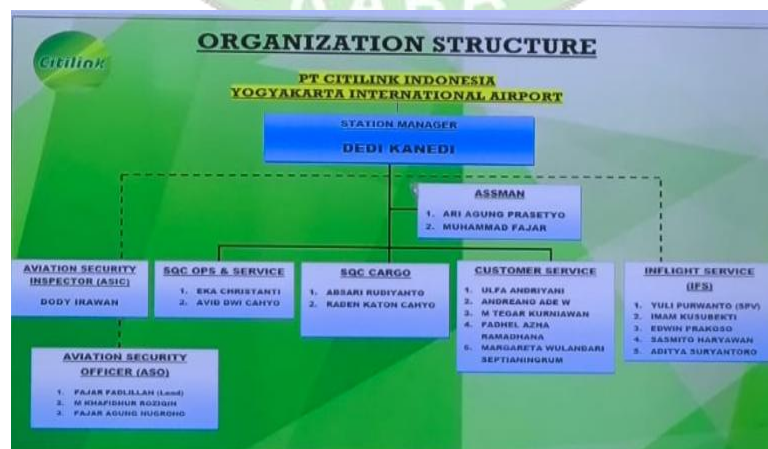 Citilink
ORGANIZATION STRUCTURE
PT CITILINK INDONESIA
YOGYAKARTA INTERNATIONAL AIRPORT
STATION MANAGER
DEDI KANEDI
ASSMAN
1. ARI AGUNG PRASETYO
2. MUHAMMAD FAJAR
AVIATION SECURITY
INSPECTOR (ASIC)
DODY IRAWAN
SQC OPS & SERVICE
1. EKA CHRISTANTI
2. AVID DWI CAHYO
SQC CARGO
1. ABSARI RUDIYANTO
2. RADEN KATON CAHYO
CUSTOMER SERVICE
1. ULFA ANDRIYANI
2. ANDREANO ADE W
3. M TEGAR KURNIAWAN
4. FADHEL AZHA
RAMADHANA
5. MARGARETA WULANDARI
SEPTIANINGRUM
INFLIGHT SERVICE
(IFS)
1. YULI PURWANTO (SPV)
2. IMAM KUSUBEKTI
3. EDWIN PRAKOSO
4. SASMITO HARYAWAN
5. ADITYA SURYANTORO
AVIATION SECURITY
OFFICER (ASO)
1. FAJAR FADLILLAH (Lead)
2. M KHAFIDHUR ROZIQIN
3. FAJAR AGUNG NUGROHO